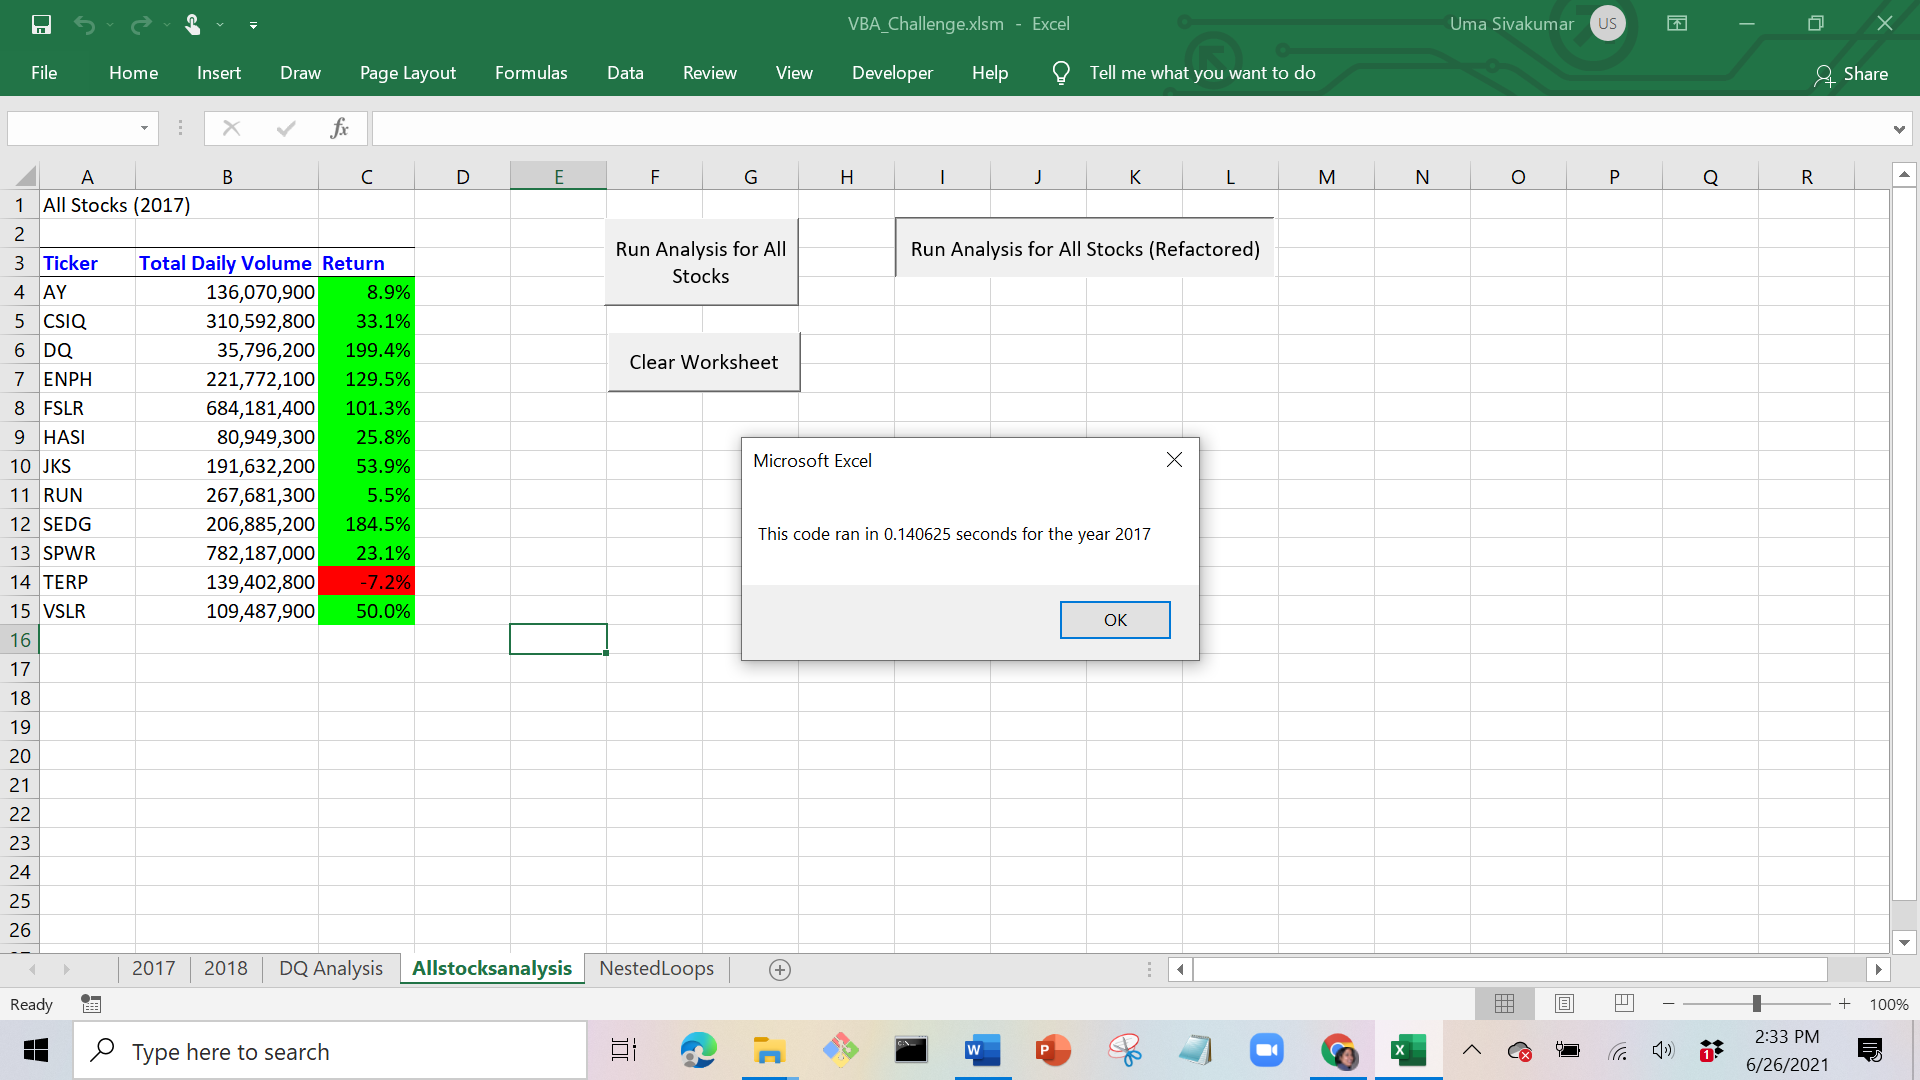 VBA_Challenge.xlsm - Excel
Uma Sivakumar
US
File Home Insert Draw Page Layout Formulas Data Review View Developer Help Tell me what you want to do
Share
fx
A B C D E F G H I J K L M N O P Q R
1 All Stocks (2017)
2
3 Ticker Total Daily Volume Return
4 AY 136,070,900 8.9%
5 CSIQ 310,592,800 33.1%
6 DQ 35,796,200 199.4%
7 ENPH 221,772,100 129.5%
8 FSLR 684,181,400 101.3%
9 HASI 80,949,300 25.8%
10 JKS 191,632,200 53.9%
11 RUN 267,681,300 5.5%
12 SEDG 206,885,200 184.5%
13 SPWR 782,187,000 23.1%
14 TERP 139,402,800 -7.2%
15 VSLR 109,487,900 50.0%
16
17
18
19
20
21
22
23
24
25
26
Run Analysis for All
Stocks
Run Analysis for All Stocks (Refactored)
Clear Worksheet
Microsoft Excel
This code ran in 0.140625 seconds for the year 2017
OK
2017 2018 DQ Analysis Allstocksanalysis NestedLoops
Ready
100%
Type here to search
2:33 PM
6/26/2021